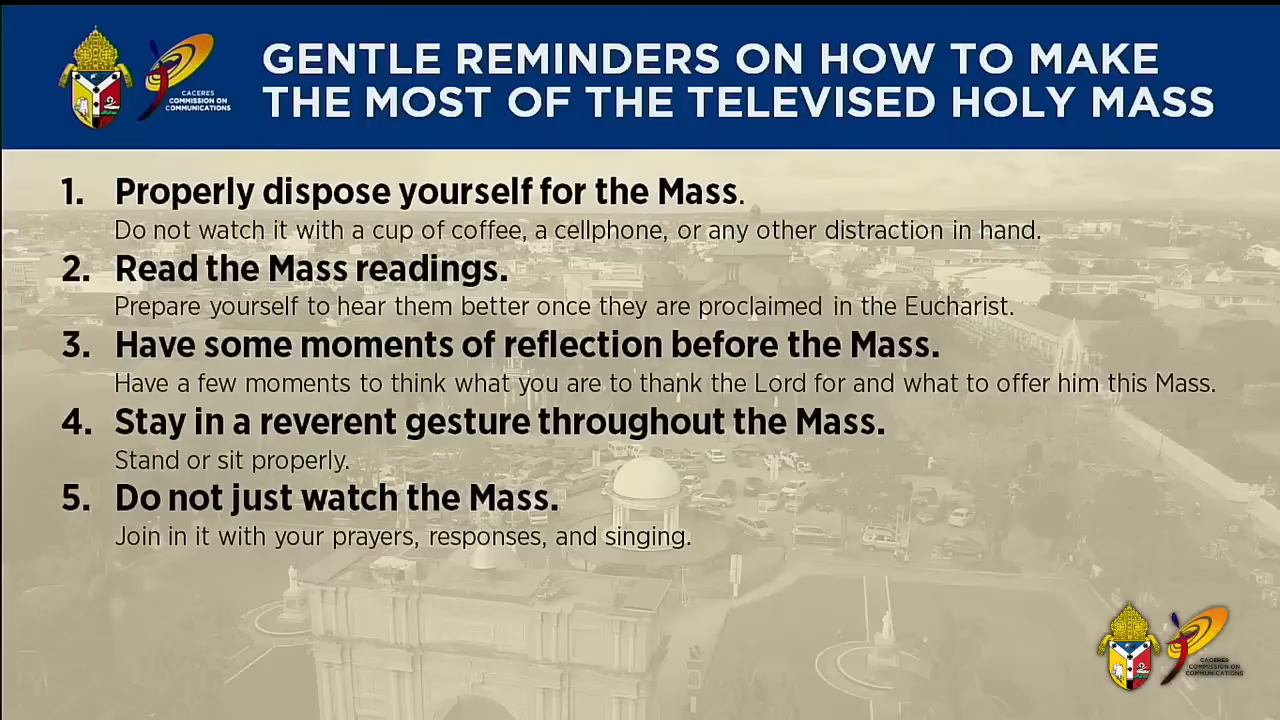 CACERES
COMMISSION ON
COMMUNICATIONS
GENTLE REMINDERS ON HOW TO MAKE
THE MOST OF THE TELEVISED HOLY MASS
1. Properly dispose yourself for the Mass.
Do not watch it with a cup of coffee, a cellphone, or any other distraction in hand.
2. Read the Mass readings.
Prepare yourself to hear them better once they are proclaimed in the Eucharist.
3. Have some moments of reflection before the Mass.
Have a few moments to think what you are to thank the Lord for and what to offer him this Mass.
4. Stay in a reverent gesture throughout the Mass.
Stand or sit properly.
5. Do not just watch the Mass.
Join in it with your prayers, responses, and singing.
CACERES
COMMISSION ON
COMMUNICATIONS